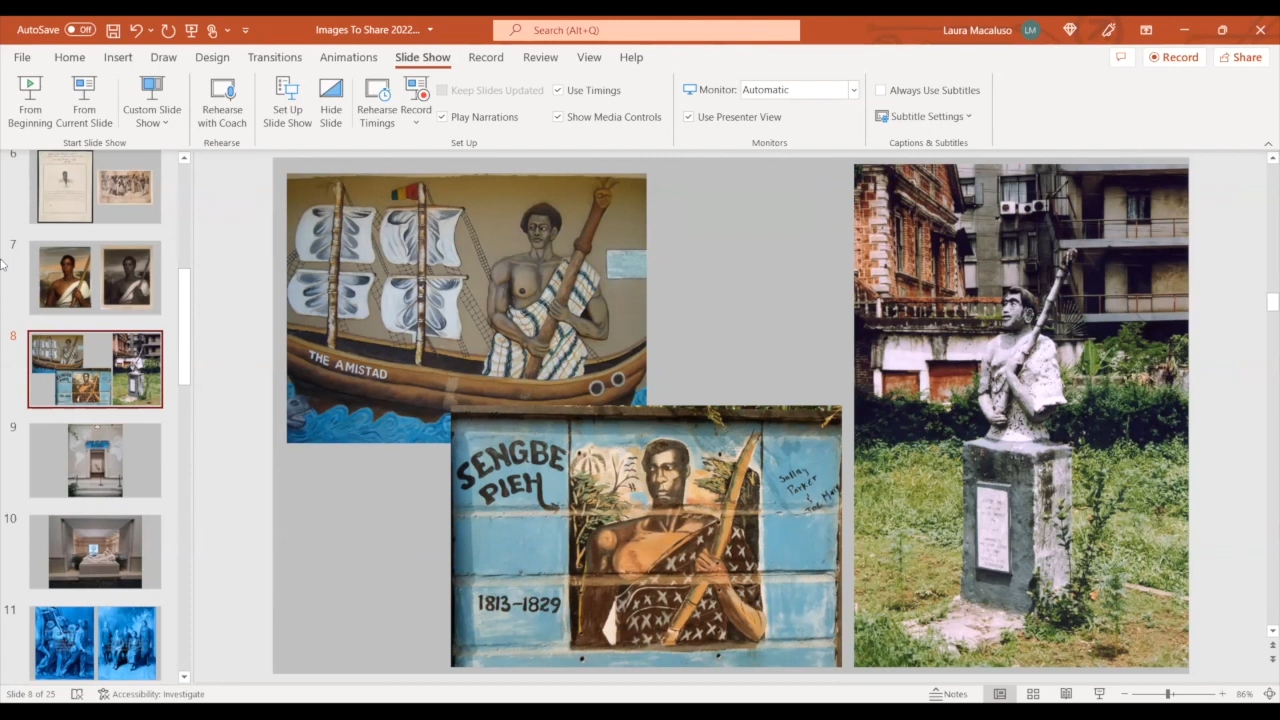 AutoSave Off Images To Share 2022... Search (Alt+Q) Laura Macaluso LM
File Home Insert Draw Design Transitions Animations Slide Show Record Review View Help Record Share
From Beginning
From Current Slide
Custom Slide Show
Start Slide Show
Rehearse with Coach
Rehearse
Set Up Slide Show
Hide Slide
Rehearse Timings
Record
Keep Slides Updated
Play Narrations
Use Timings
Show Media Controls
Set Up
Monitor: Automatic
Use Presenter View
Monitors
Always Use Subtitles
Subtitle Settings
Captions & Subtitles
6
7
8
9
10
11
THE AMISTAD
SENGBE
PIEH
1813-1829
Parker
Slide 8 of 25 Accessibility: Investigate Notes 86%